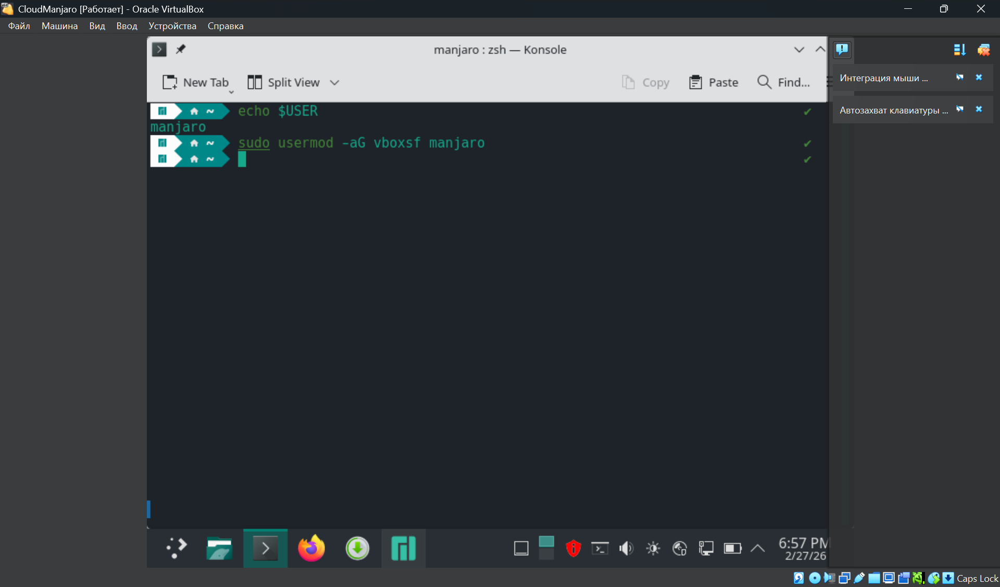 CloudManjaro [Работает] - Oracle VirtualBox
Файл Машина Вид Ввод Устройства Справка
manjaro : zsh — Konsole
New Tab Split View Copy Paste Find...
Интеграция мыши ...
Автозахват клавиатуры ...
~ echo $USER
manjaro
~ sudo usermod -aG vboxsf manjaro
~
6:57 PM
2/27/26
Caps Lock